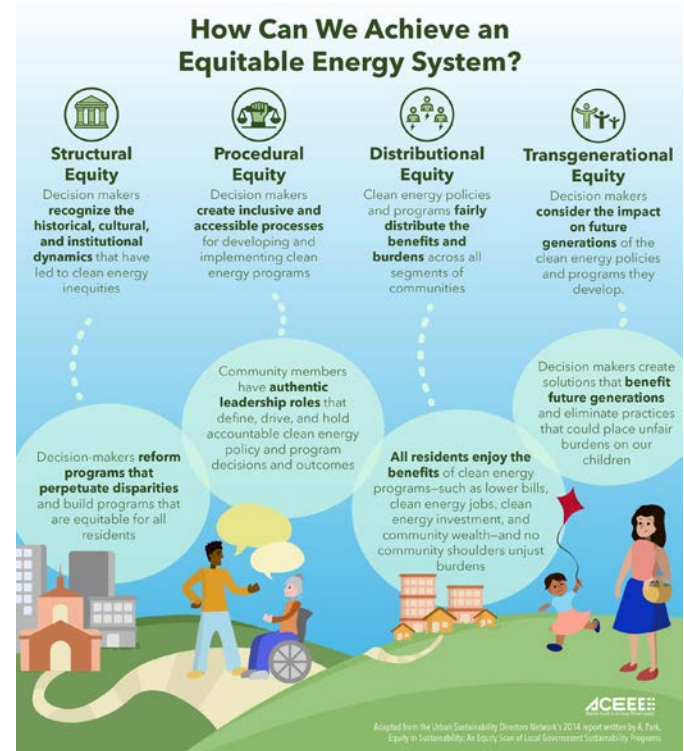 How Can We Achieve an
Equitable Energy System?
Structural
Equity
Decision makers
recognize the
historical, cultural,
and institutional
dynamics that have
led to clean energy
inequities
Procedural
Equity
Decision makers
create inclusive and
accessible processes
for developing and
implementing clean
energy programs
Distributional
Equity
Clean energy policies
and programs fairly
distribute the
benefits and
burdens across all
segments of
communities
Transgenerational
Equity
Decision makers
consider the impact
on future
generations of the
clean energy policies
and programs they
develop.
Decision-makers reform
programs that
perpetuate disparities
and build programs that
are equitable for all
residents
Community members
have authentic
leadership roles that
define, drive, and hold
accountable clean energy
policy and program
decisions and outcomes
All residents enjoy the
benefits of clean energy
programs—such as lower bills,
clean energy jobs, clean
energy investment, and
community wealth—and no
community shoulders unjust
burdens
Decision makers create
solutions that benefit
future generations
and eliminate practices
that could place unfair
burdens on our
children
ACEEE
Adapted from the Urban Sustainability Directors Network's 2014 report written by A. Park,
Equity in Sustainability: An Equity Scan of Local Government Sustainability Programs